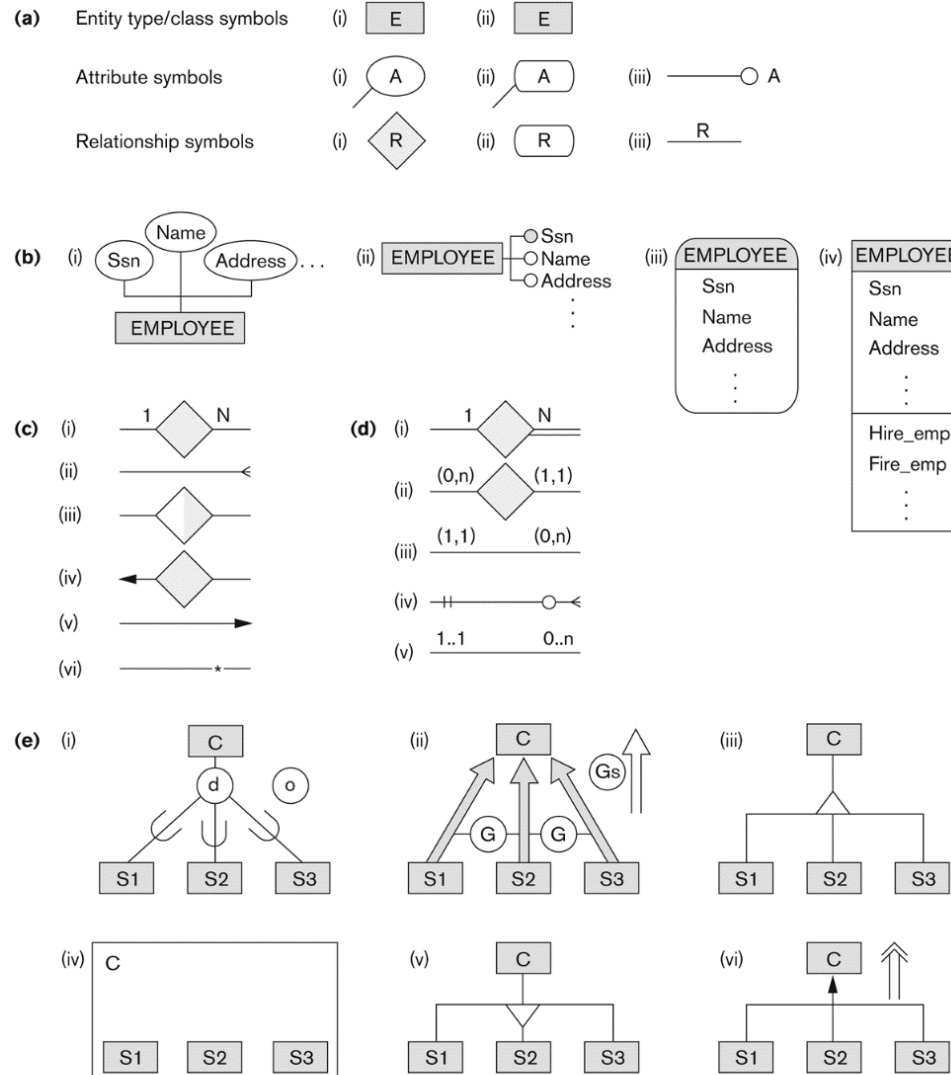 (a) Entity type/class symbols (i) E (ii) E
Attribute symbols (i) A (ii) A (iii) A
Relationship symbols (i) R (ii) R (iii) R
(b) (i) Ssn Name Address ...
EMPLOYEE
(ii) EMPLOYEE
Ssn
Name
Address
(iii) EMPLOYEE
Ssn
Name
Address
(iv) EMPLOYEE
Ssn
Name
Address
Hire_emp
Fire_emp
(c) (i) 1 N
(ii)
(iii)
(iv)
(v)
(vi) *
(d) (i) 1 N
(ii) (0,n) (1,1)
(iii) (1,1) (0,n)
(iv)
(v) 1..1 0..n
(e) (i) C
d o
S1 S2 S3
(ii) C
Gs
G G
S1 S2 S3
(iii) C
S1 S2 S3
(iv) C
S1 S2 S3
(v) C
S1 S2 S3
(vi) C
S1 S2 S3